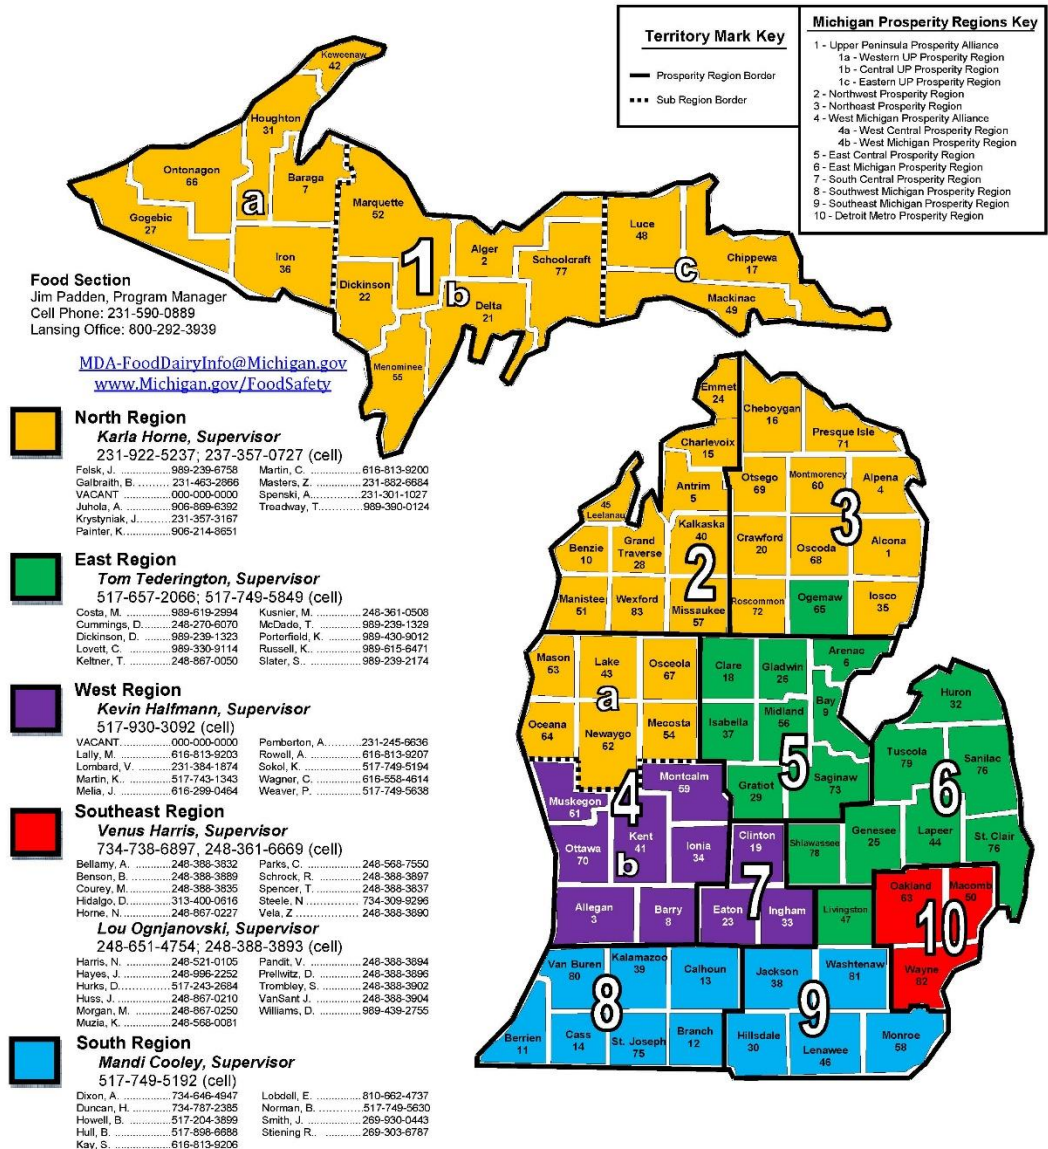 Territory Mark Key
Prosperity Region Border
Sub Region Border
Michigan Prosperity Regions Key
1 - Upper Peninsula Prosperity Alliance
1a - Western UP Prosperity Region
1b - Central UP Prosperity Region
1c - Eastern UP Prosperity Region
2 - Northwest Prosperity Region
3 - Northeast Prosperity Region
4 - West Michigan Prosperity Alliance
4a - West Central Prosperity Region
4b - West Michigan Prosperity Region
5 - East Central Prosperity Region
6 - East Michigan Prosperity Region
7 - South Central Prosperity Region
8 - Southwest Michigan Prosperity Region
9 - Southeast Michigan Prosperity Region
10 - Detroit Metro Prosperity Region
Keweenaw
42
Houghton
31
Ontonagon
66
Baraga
7
a
Gogebic
27
Iron
36
Marquette
52
1
Dickinson
22
b
Alger
2
Delta
21
Schoolcraft
77
Menominee
55
Luce
48
c
Chippewa
17
Mackinac
49
Food Section
Jim Padden, Program Manager
Cell Phone: 231-590-0889
Lansing Office: 800-292-3939
MDA-FoodDairyInfo@Michigan.gov
www.Michigan.gov/FoodSafety
North Region
Karla Horne, Supervisor
231-922-5237; 237-357-0727 (cell)
Felsk, J. ................989-239-6758 Martin, C. ..............616-813-9200
Galbraith, B. ......... 231-463-2866 Masters, Z. ............231-882-6684
VACANT ...............000-000-0000 Spenski, A..............231-301-1027
Juhola, A. ..............906-869-6392 Treadway, T...........989-390-0124
Krystyniak, J..........231-357-3167
Painter, K...............906-214-8651
East Region
Tom Tederington, Supervisor
517-657-2066; 517-749-5849 (cell)
Costa, M. ...............989-619-2994 Kusnier, M. ............248-361-0508
Cummings, D.........248-270-6070 McDade, T. ............989-239-1329
Dickinson, D. .........989-239-1323 Porterfield, K. .........989-430-9012
Lovett, C. ...............989-330-9114 Russell, K...............989-615-6471
Keltner, T. ..............248-867-0050 Slater, S.. ..............989-239-2174
West Region
Kevin Halfmann, Supervisor
517-930-3092 (cell)
VACANT................000-000-0000 Pemberton, A..........231-245-6636
Lally, M. .................616-813-9203 Rowell, A. ..............616-813-9207
Lombard, V. ...........231-384-1874 Sokol, K. ................517-749-5194
Martin, K. ...............517-743-1343 Wagner, C. ............616-558-4614
Melia, J. .................616-299-0464 Weaver, P. .............517-749-5638
Southeast Region
Venus Harris, Supervisor
734-738-6897, 248-361-6669 (cell)
Bellamy, A. ............248-388-3832 Parks, C. ...............248-568-7550
Benson, B. .............248-388-3889 Schrock, R. ............248-388-3897
Courey, M. .............248-388-3835 Spencer, T. ............248-388-3837
Hidalgo, D. .............313-400-0616 Steele, N ...............734-309-9296
Horne, N. ...............248-867-0227 Vela, Z ..................248-388-3890
Lou Ognjanovski, Supervisor
248-651-4754; 248-388-3893 (cell)
Harris, N. ...............248-521-0105 Pandit, V. ...............248-388-3894
Hayes, J. ...............248-996-2252 Prellwitz, D. ...........248-388-3896
Hurks, D.................517-243-2684 Trombley, S. ..........248-388-3902
Huss, J. .................248-867-0210 VanSant J. .............248-388-3904
Morgan, M. ............248-867-0250 Williams, D. ............989-439-2755
Muzia, K. ...............248-568-0081
South Region
Mandi Cooley, Supervisor
517-749-5192 (cell)
Dixon, A. ................734-646-4947 Lobdell, E. .............810-662-4737
Duncan, H. ............734-787-2385 Norman, B. ............517-749-5630
Howell, B. ..............517-204-3899 Smith, J. ................269-930-0443
Hull, B. ..................517-898-6688 Stiening R.. ...........269-303-6787
Kay, S....................616-813-9206
Emmet
24
Cheboygan
16
Presque Isle
71
Charlevoix
15
Antrim
5
Otsego
69
Montmorency
60
Alpena
4
3
45
Leelanau
Kalkaska
40
Benzie
10
Grand
Traverse
28
2
Crawford
20
Oscoda
68
Alcona
1
Manistee
51
Wexford
83
Missaukee
57
Roscommon
72
Ogemaw
65
Iosco
35
Mason
53
Lake
43
Osceola
67
a
Clare
18
Gladwin
26
Arenac
6
Oceana
64
Newaygo
62
Mecosta
54
Isabella
37
Midland
56
Bay
9
5
Huron
32
Tuscola
79
Sanilac
76
Montcalm
59
Gratiot
29
Saginaw
73
6
Muskegon
61
4
Ottawa
70
Kent
41
b
Ionia
34
Clinton
19
Shiawassee
78
Genesee
25
Lapeer
44
St. Clair
76
Allegan
3
Barry
8
7
Eaton
23
Ingham
33
Livingston
47
Oakland
63
Macomb
50
10
Van Buren
80
Kalamazoo
39
Calhoun
13
Jackson
38
Washtenaw
81
Wayne
82
8
9
Berrien
11
Cass
14
St. Joseph
75
Branch
12
Hillsdale
30
Lenawee
46
Monroe
58